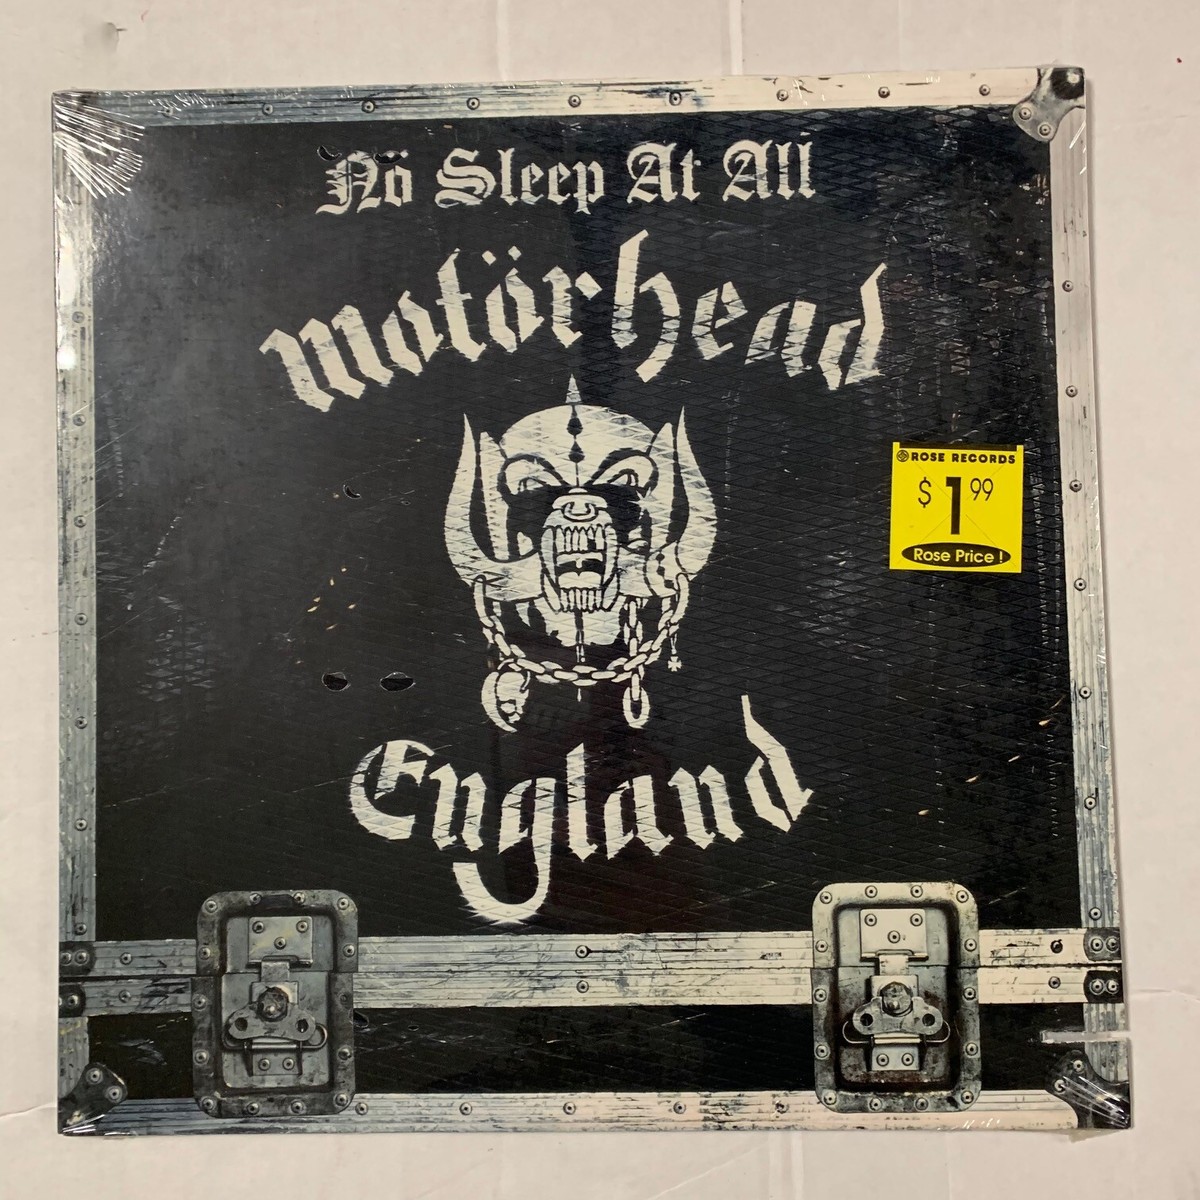 Nö Sleep At All
motörhead
ROSE RECORDS
$1 99
Rose Price !
England